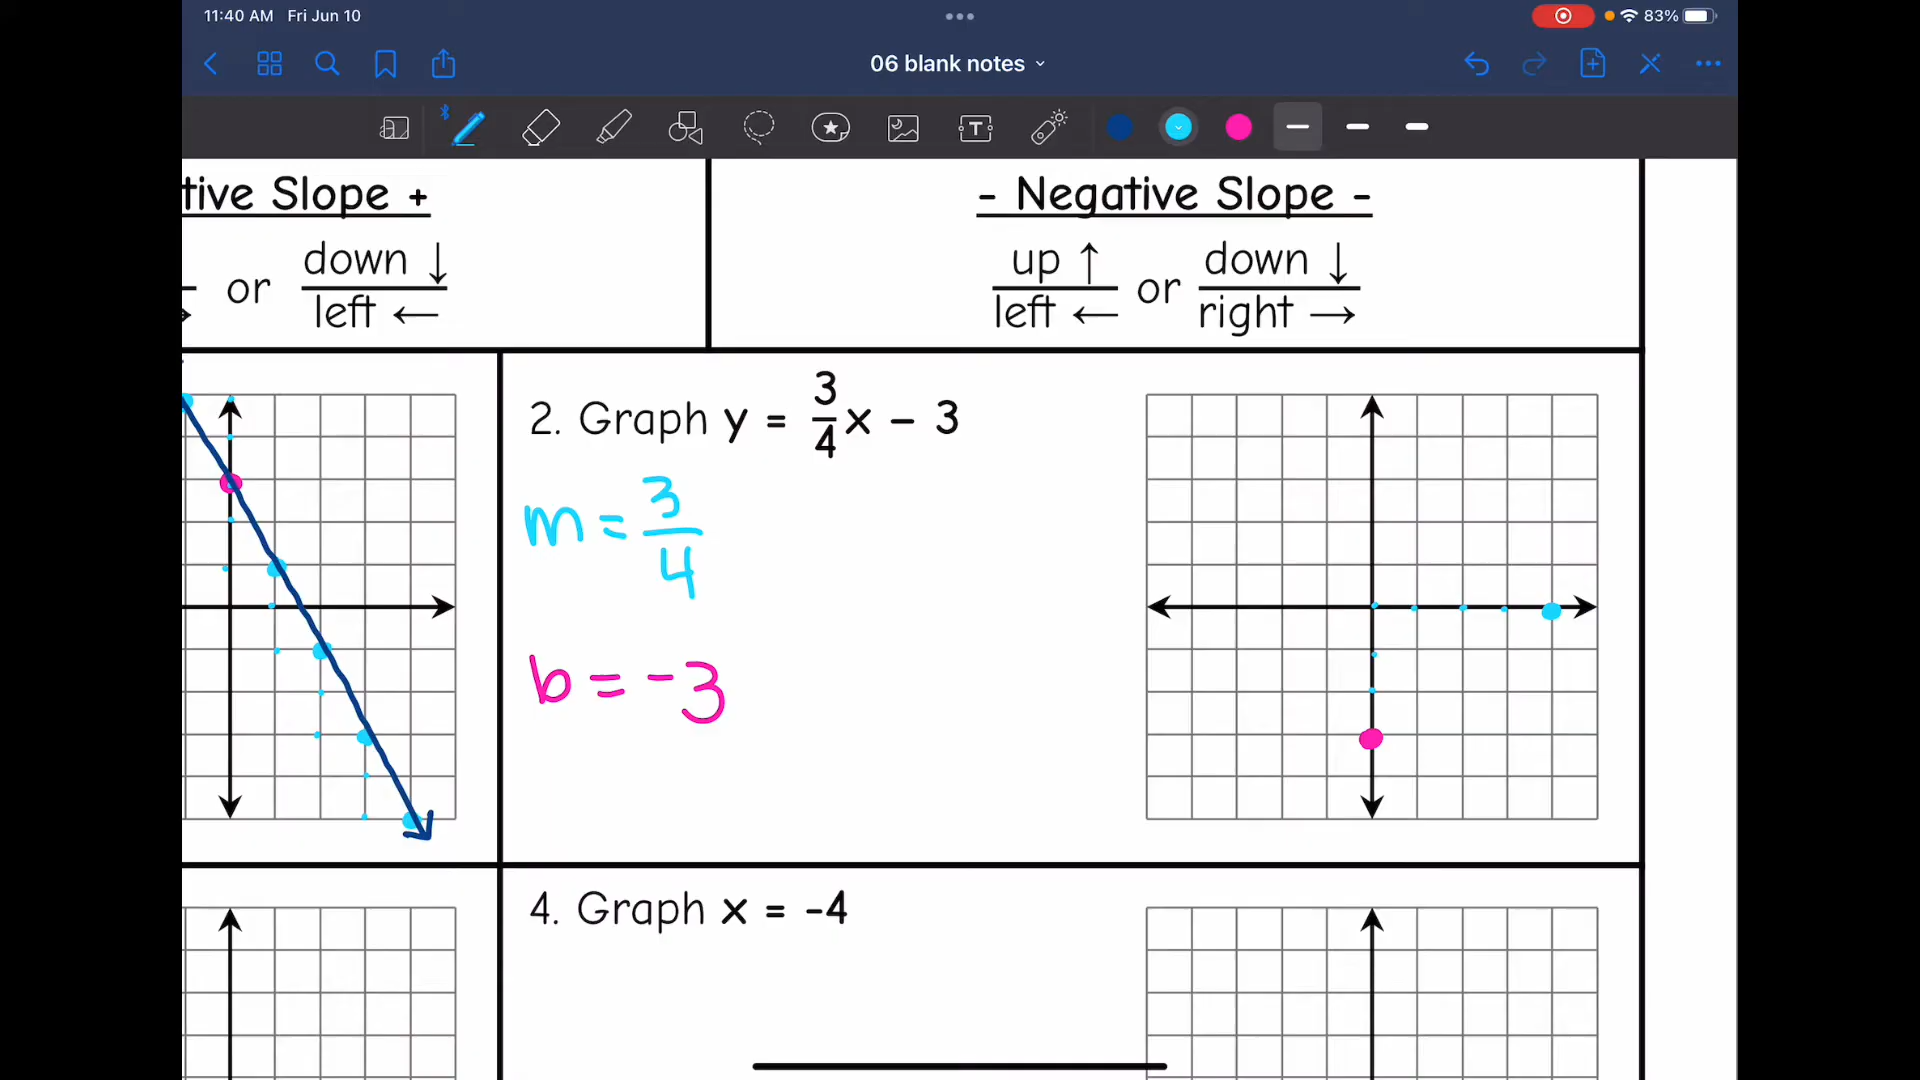 11:40 AM Fri Jun 10
83%
06 blank notes
tive Slope +
or down ↓ / left ←
- Negative Slope -
up ↑ / left ← or down ↓ / right →
2. Graph y = 3/4x - 3
m = 3/4
b = -3
4. Graph x = -4